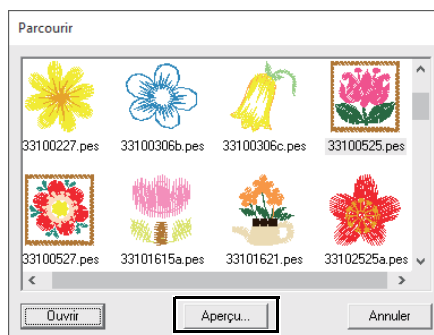 Parcourir
33100227.pes 33100306b.pes 33100306c.pes 33100525.pes
33100527.pes 33101615a.pes 33101621.pes 33102525a.pes
Ouvrir Aperçu... Annuler